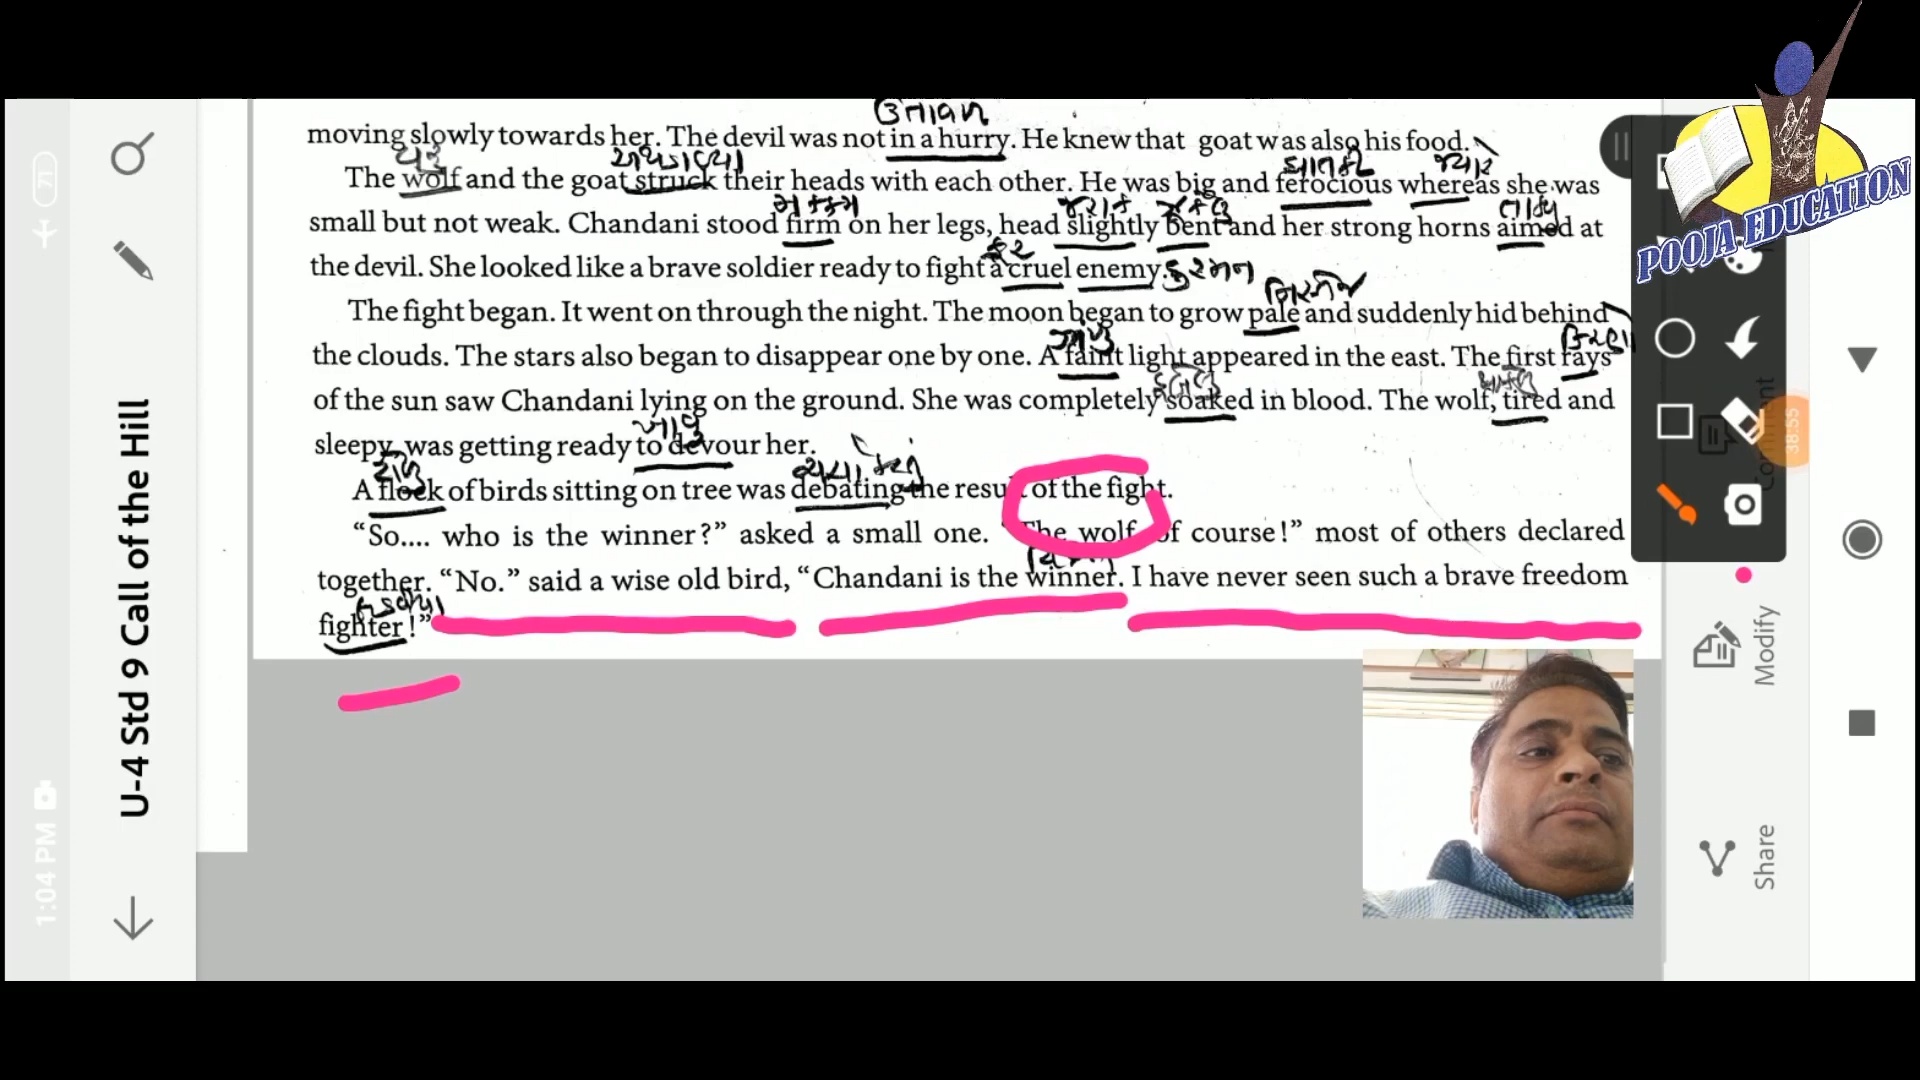 ઉતાવળ
moving slowly towards her. The devil was not in a hurry. He knew that goat was also his food.
The wolf and the goat struck their heads with each other. He was big and ferocious whereas she was
small but not weak. Chandani stood firm on her legs, head slightly bent and her strong horns aimed at
the devil. She looked like a brave soldier ready to fight a cruel enemy.
The fight began. It went on through the night. The moon began to grow pale and suddenly hid behind
the clouds. The stars also began to disappear one by one. A faint light appeared in the east. The first rays
of the sun saw Chandani lying on the ground. She was completely soaked in blood. The wolf, tired and
sleepy, was getting ready to devour her.
A flock of birds sitting on tree was debating the result of the fight.
“So.... who is the winner?” asked a small one. “The wolf of course!” most of others declared
together. “No.” said a wise old bird, “Chandani is the winner. I have never seen such a brave freedom
fighter!”
U-4 Std 9 Call of the Hill
1:04 PM
71
POOJA EDUCATION
38:55
Comment
Modify
Share